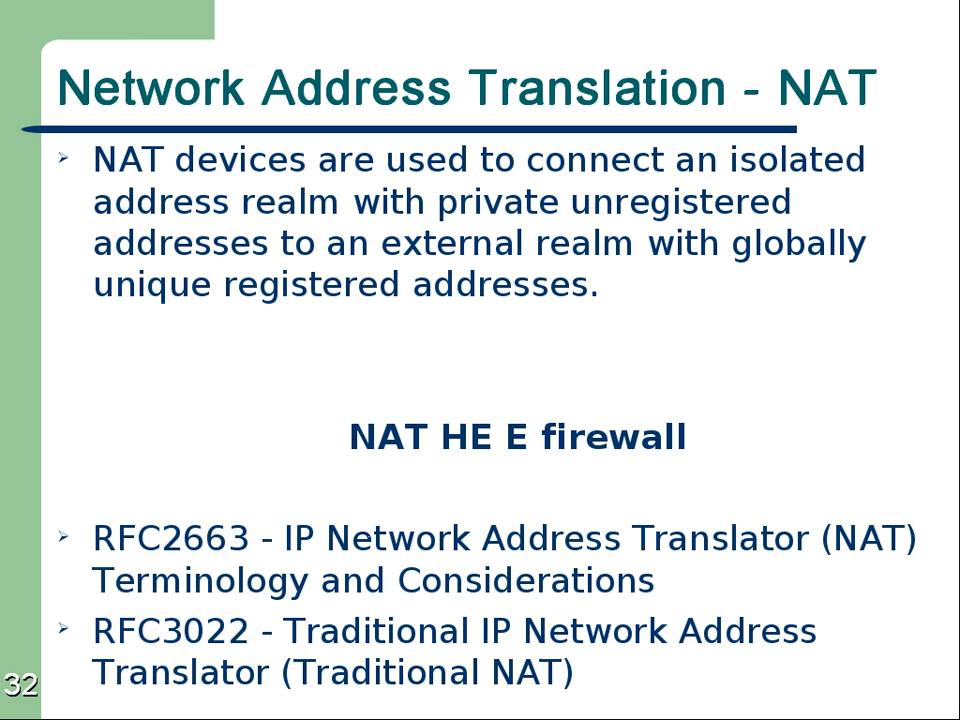 Network Address Translation - NAT
NAT devices are used to connect an isolated
address realm with private unregistered
addresses to an external realm with globally
unique registered addresses.
NAT НЕ Е firewall
RFC2663 - IP Network Address Translator (NAT)
Terminology and Considerations
RFC3022 - Traditional IP Network Address
Translator (Traditional NAT)
32